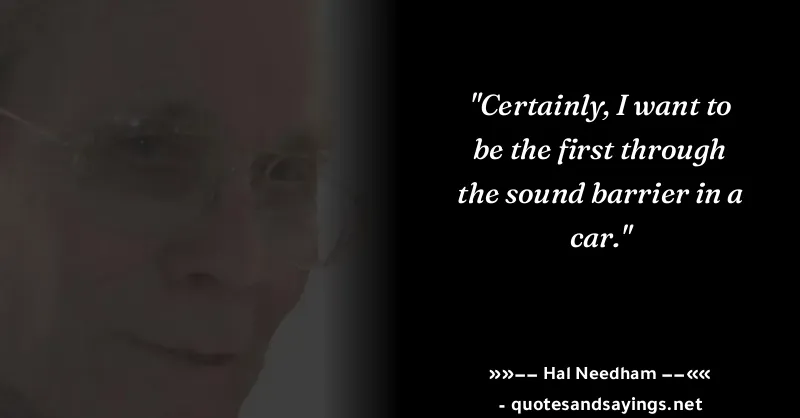 "Certainly, I want to
be the first through
the sound barrier in a
car."
»»–– Hal Needham ––««
- quotesandsayings.net